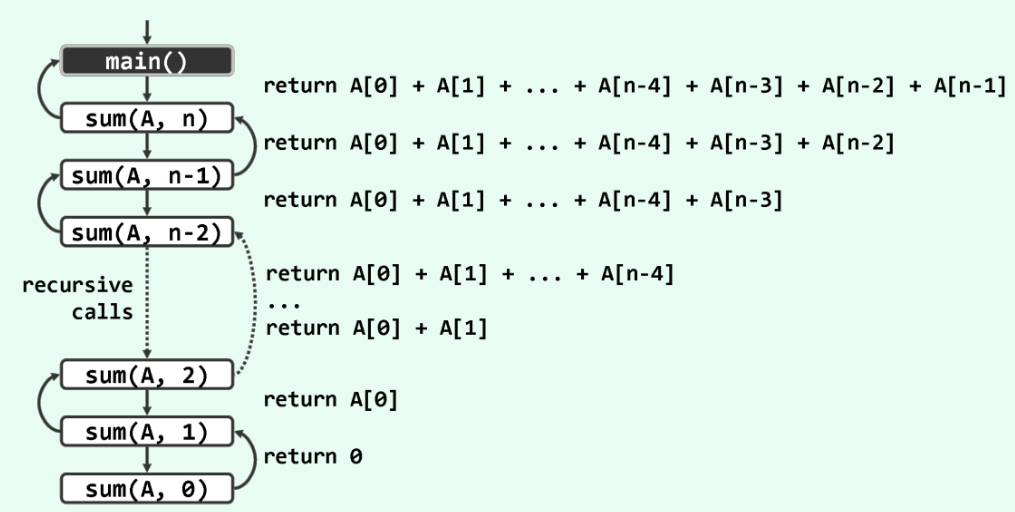 main()
return A[0] + A[1] + ... + A[n-4] + A[n-3] + A[n-2] + A[n-1]
sum(A, n)
return A[0] + A[1] + ... + A[n-4] + A[n-3] + A[n-2]
sum(A, n-1)
return A[0] + A[1] + ... + A[n-4] + A[n-3]
sum(A, n-2)
return A[0] + A[1] + ... + A[n-4]
recursive
calls
...
return A[0] + A[1]
sum(A, 2)
return A[0]
sum(A, 1)
return 0
sum(A, 0)